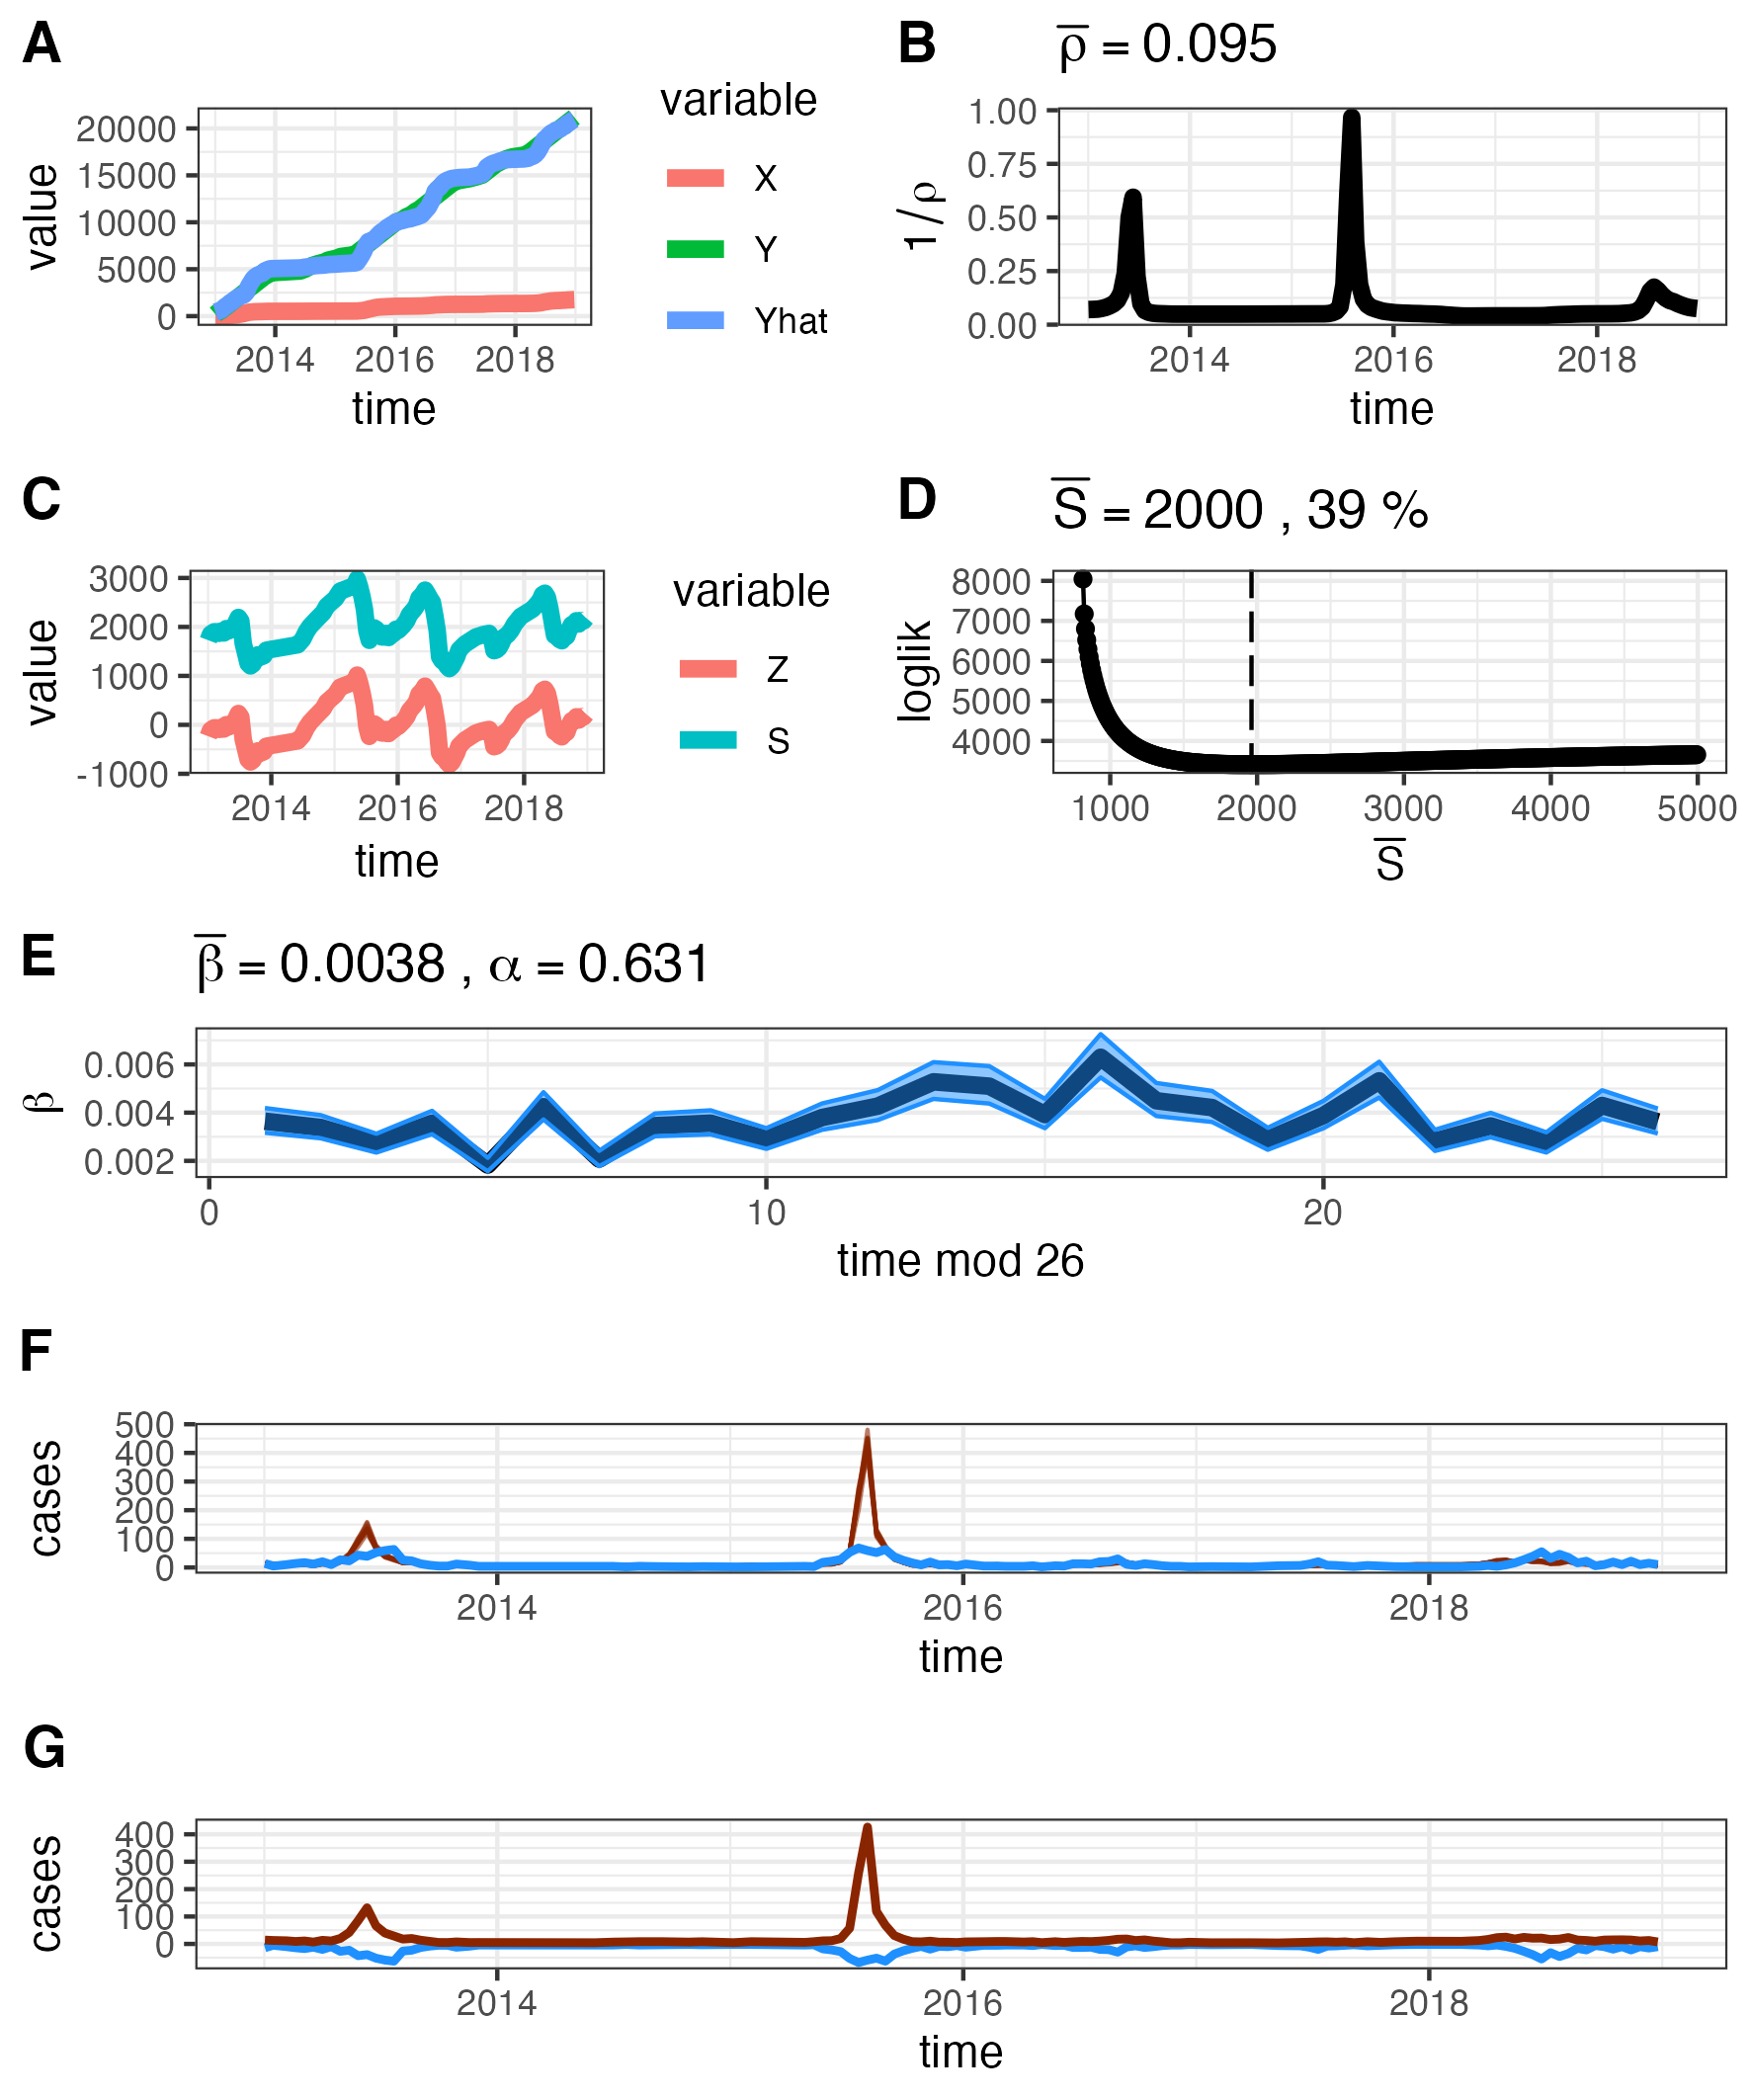 A
value
20000
15000
10000
5000
0
2014 2016 2018
time
variable
X
Y
Yhat
B
ρ̅ = 0.095
1/ρ
1.00
0.75
0.50
0.25
0.00
2014 2016 2018
time
C
value
3000
2000
1000
0
-1000
2014 2016 2018
time
variable
Z
S
D
S̅ = 2000 , 39 %
loglik
8000
7000
6000
5000
4000
1000 2000 3000 4000 5000
S̅
E
β̅ = 0.0038 , α = 0.631
β
0.006
0.004
0.002
0 10 20
time mod 26
F
cases
500
400
300
200
100
0
2014 2016 2018
time
G
cases
400
300
200
100
0
2014 2016 2018
time